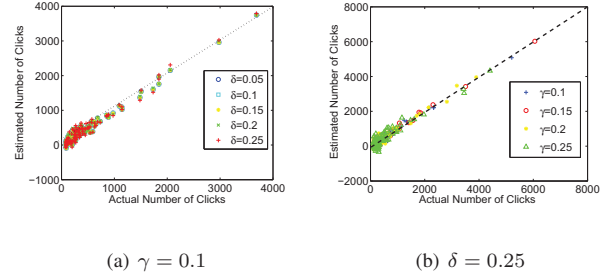 4000
3000
2000
1000
0
-1000
0
1000
2000
3000
4000
Estimated Number of Clicks
Actual Number of Clicks
δ=0.05
δ=0.1
δ=0.15
δ=0.2
δ=0.25
(a) γ = 0.1
8000
6000
4000
2000
0
-2000
0
2000
4000
6000
8000
Estimated Number of Clicks
Actual Number of Clicks
γ=0.1
γ=0.15
γ=0.2
γ=0.25
(b) δ = 0.25